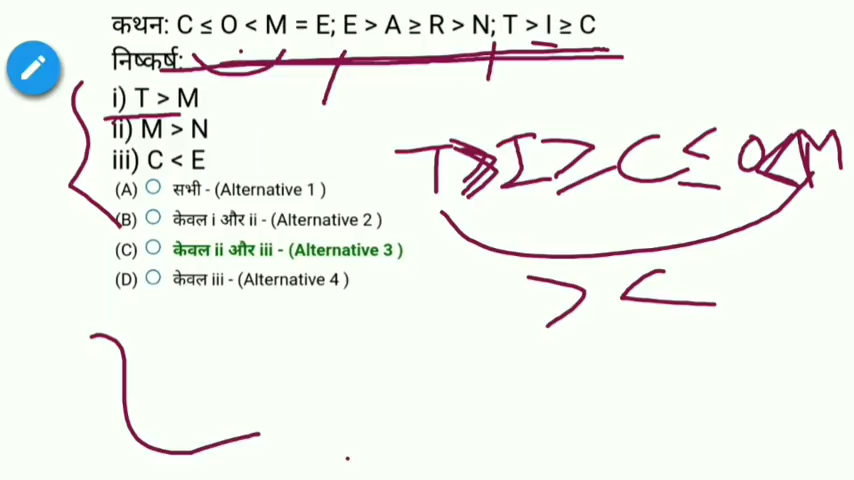 कथन: C ≤ O < M = E; E > A ≥ R > N; T > I ≥ C
निष्कर्ष:
i) T > M
ii) M > N
iii) C < E
T > I ≥ C ≤ O < M
(A) सभी - (Alternative 1 )
(B) केवल i और ii - (Alternative 2 )
(C) केवल ii और iii - (Alternative 3 )
> <
(D) केवल iii - (Alternative 4 )